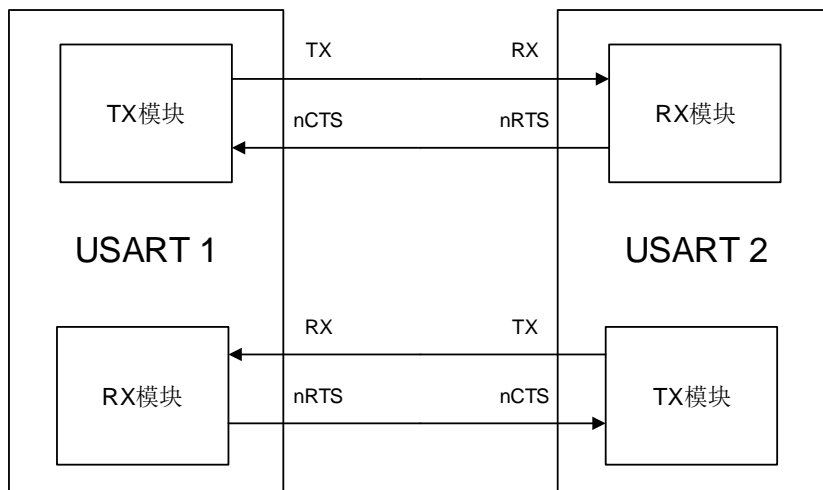 TX RX
TX模块 nCTS nRTS RX模块
USART 1 USART 2
RX TX
RX模块 nRTS nCTS TX模块